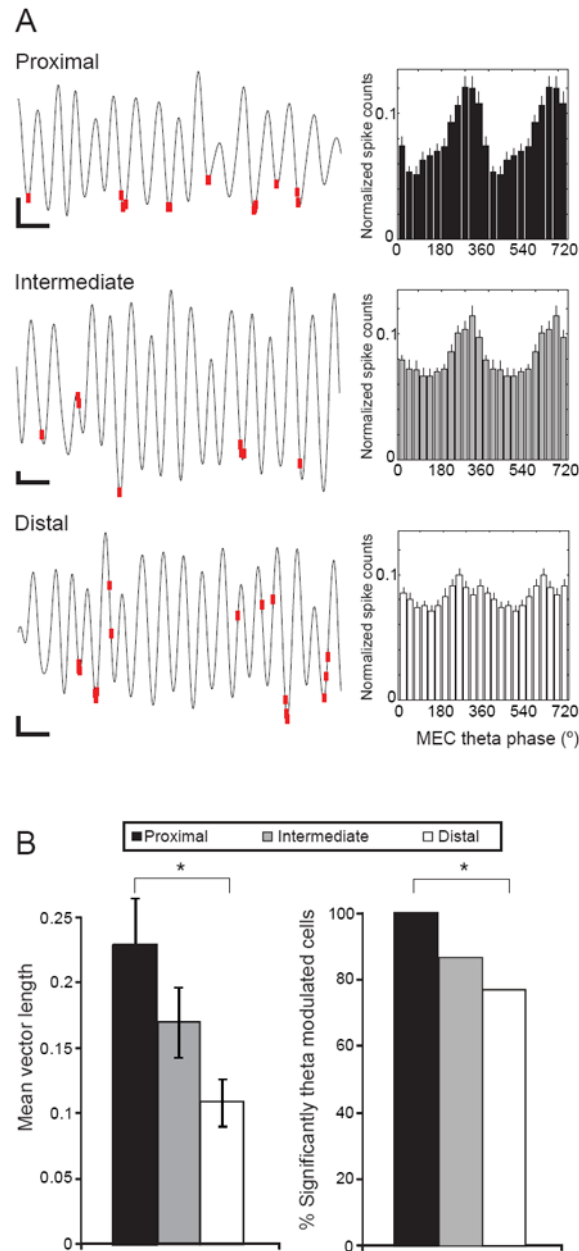 A
Proximal
Normalized spike counts
0.1
0
0 180 360 540 720
Intermediate
Normalized spike counts
0.1
0
0 180 360 540 720
Distal
Normalized spike counts
0.1
0
0 180 360 540 720
MEC theta phase (º)
B
Proximal Intermediate Distal
*
Mean vector length
0.25
0.2
0.15
0.1
0.05
0
*
% Significantly theta modulated cells
100
80
60
40
20
0